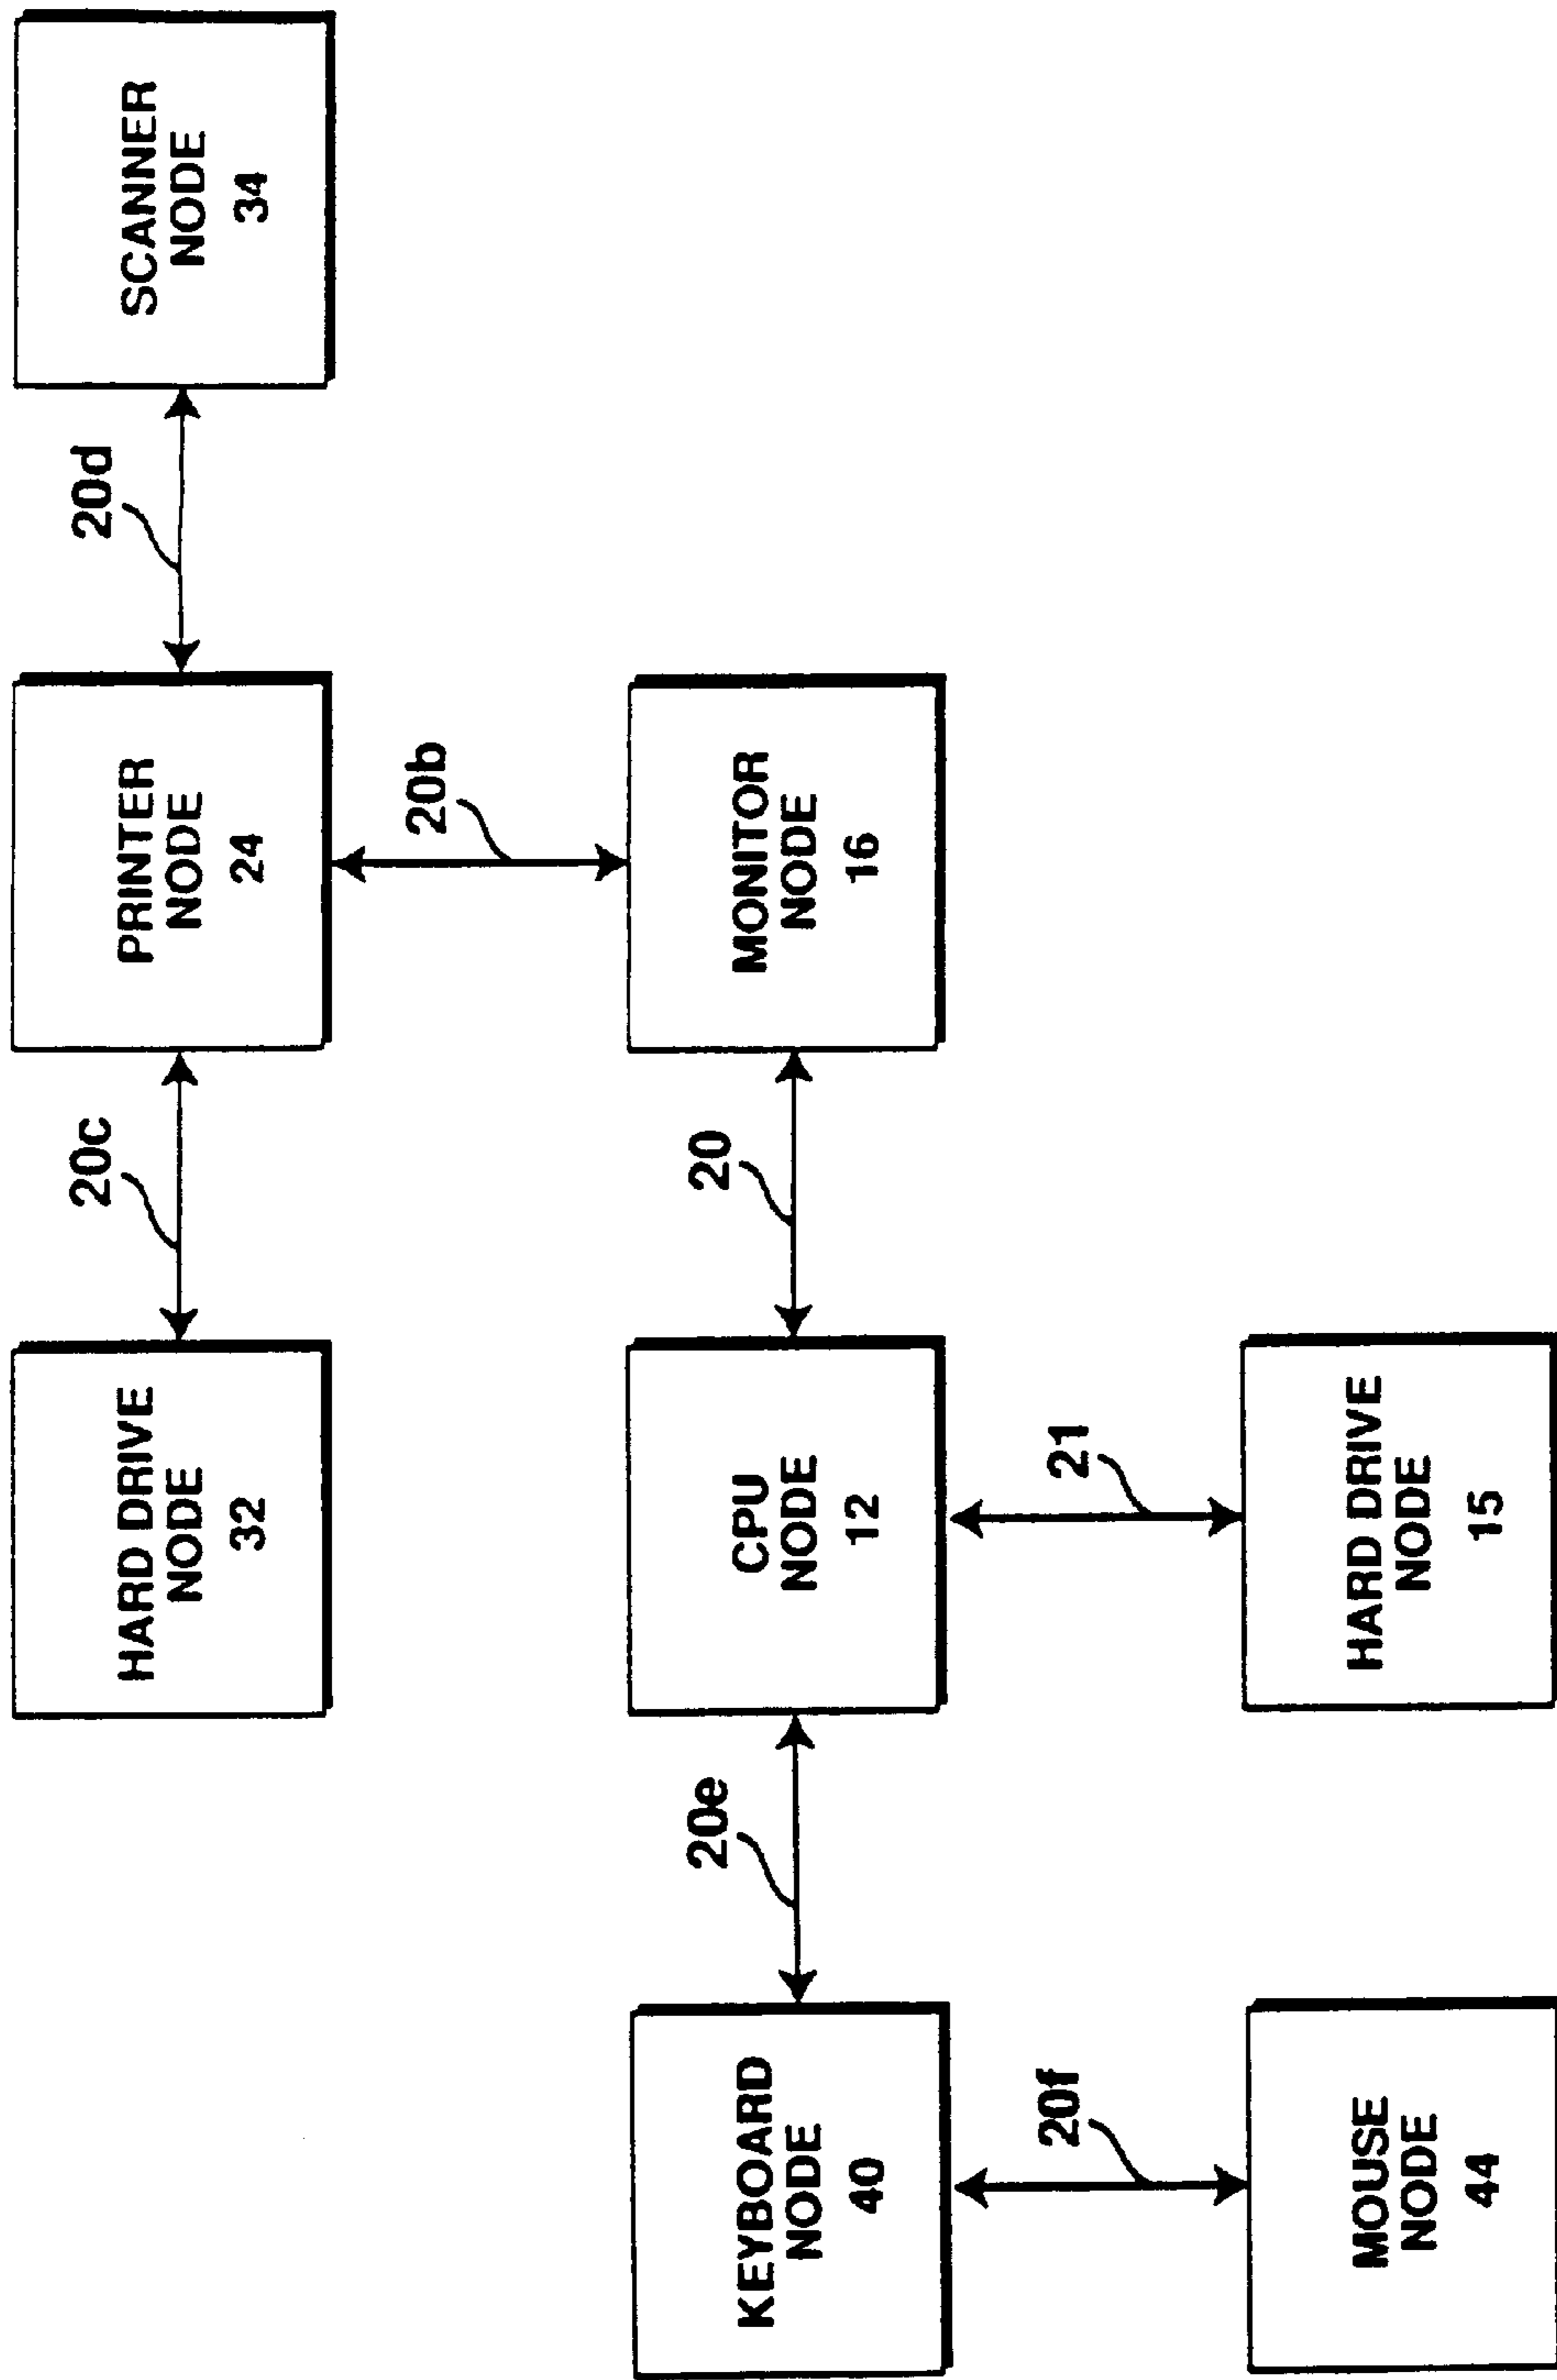 HARD DRIVE
NODE
32
20c
PRINTER
NODE
24
20d
SCANNER
NODE
34
20b
KEYBOARD
NODE
40
20e
CPU
NODE
12
20
MONITOR
NODE
16
20f
21
MOUSE
NODE
44
HARD DRIVE
NODE
15